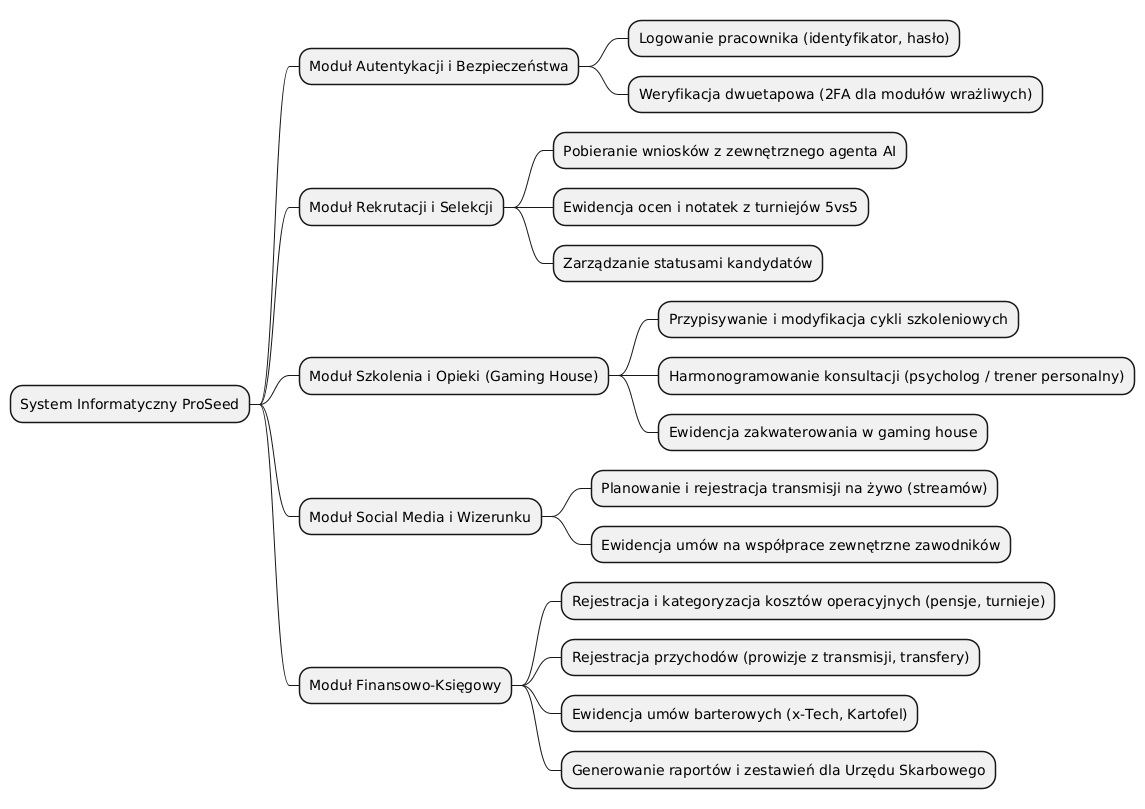 System Informatyczny ProSeed
Moduł Autentykacji i Bezpieczeństwa
Logowanie pracownika (identyfikator, hasło)
Weryfikacja dwuetapowa (2FA dla modułów wrażliwych)
Moduł Rekrutacji i Selekcji
Pobieranie wniosków z zewnętrznego agenta AI
Ewidencja ocen i notatek z turniejów 5vs5
Zarządzanie statusami kandydatów
Moduł Szkolenia i Opieki (Gaming House)
Przypisywanie i modyfikacja cykli szkoleniowych
Harmonogramowanie konsultacji (psycholog / trener personalny)
Ewidencja zakwaterowania w gaming house
Moduł Social Media i Wizerunku
Planowanie i rejestracja transmisji na żywo (streamów)
Ewidencja umów na współprace zewnętrzne zawodników
Moduł Finansowo-Księgowy
Rejestracja i kategoryzacja kosztów operacyjnych (pensje, turnieje)
Rejestracja przychodów (prowizje z transmisji, transfery)
Ewidencja umów barterowych (x-Tech, Kartofel)
Generowanie raportów i zestawień dla Urzędu Skarbowego